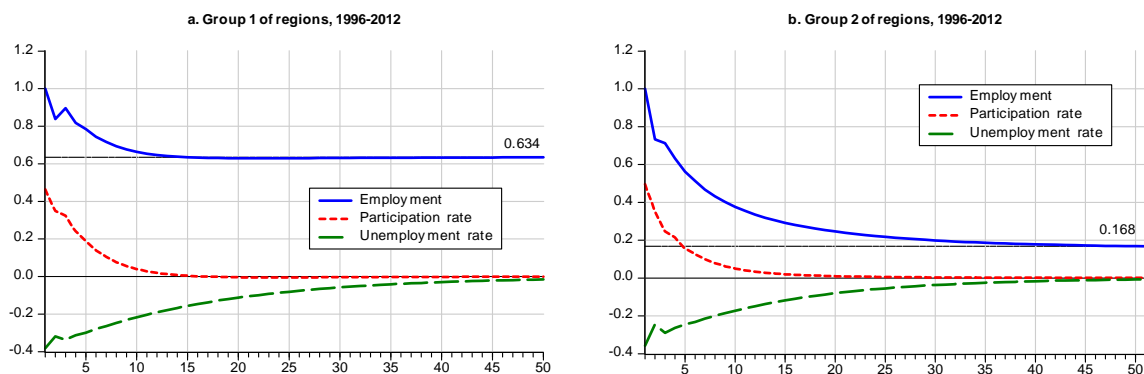 a. Group 1 of regions, 1996-2012
1.2
1.0
0.8
0.6
0.4
0.2
0.0
-0.2
-0.4
0.634
Employment
Participation rate
Unemployment rate
5 10 15 20 25 30 35 40 45 50
b. Group 2 of regions, 1996-2012
1.2
1.0
0.8
0.6
0.4
0.2
0.0
-0.2
-0.4
Employment
Participation rate
Unemployment rate
0.168
5 10 15 20 25 30 35 40 45 50